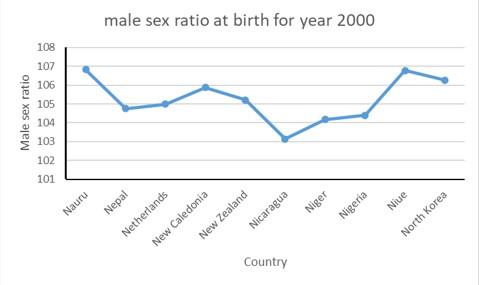 male sex ratio at birth for year 2000
108
107
106
105
104
103
102
101
Male sex ratio
Nauru
Nepal
Netherlands
New Caledonia
New Zealand
Nicaragua
Niger
Nigeria
Niue
North Korea
Country